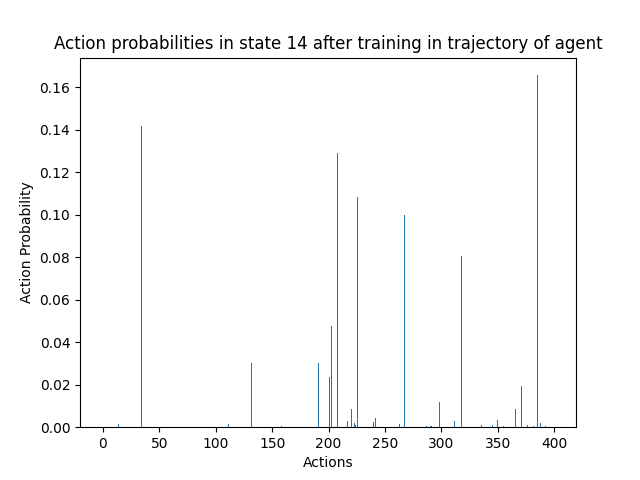 Action probabilities in state 14 after training in trajectory of agent
0.16
0.14
0.12
0.10
0.08
0.06
0.04
0.02
0.00
Action Probability
0 50 100 150 200 250 300 350 400
Actions